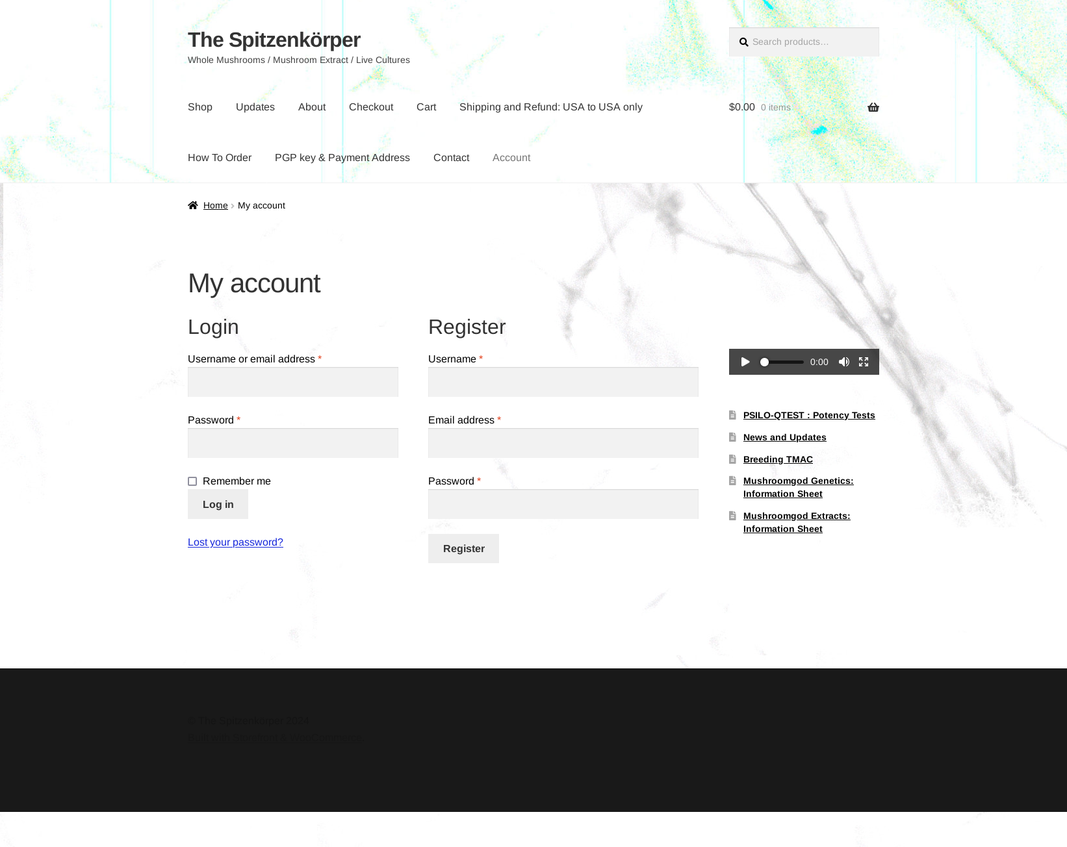 The Spitzenkörper
Whole Mushrooms / Mushroom Extract / Live Cultures
Search products…
Shop Updates About Checkout Cart Shipping and Refund: USA to USA only
$0.00 0 items
How To Order PGP key & Payment Address Contact Account
Home My account
My account
Login
Username or email address *
Password *
Remember me
Log in
Lost your password?
Register
Username *
Email address *
Password *
Register
0:00
PSILO-QTEST : Potency Tests
News and Updates
Breeding TMAC
Mushroomgod Genetics:
Information Sheet
Mushroomgod Extracts:
Information Sheet